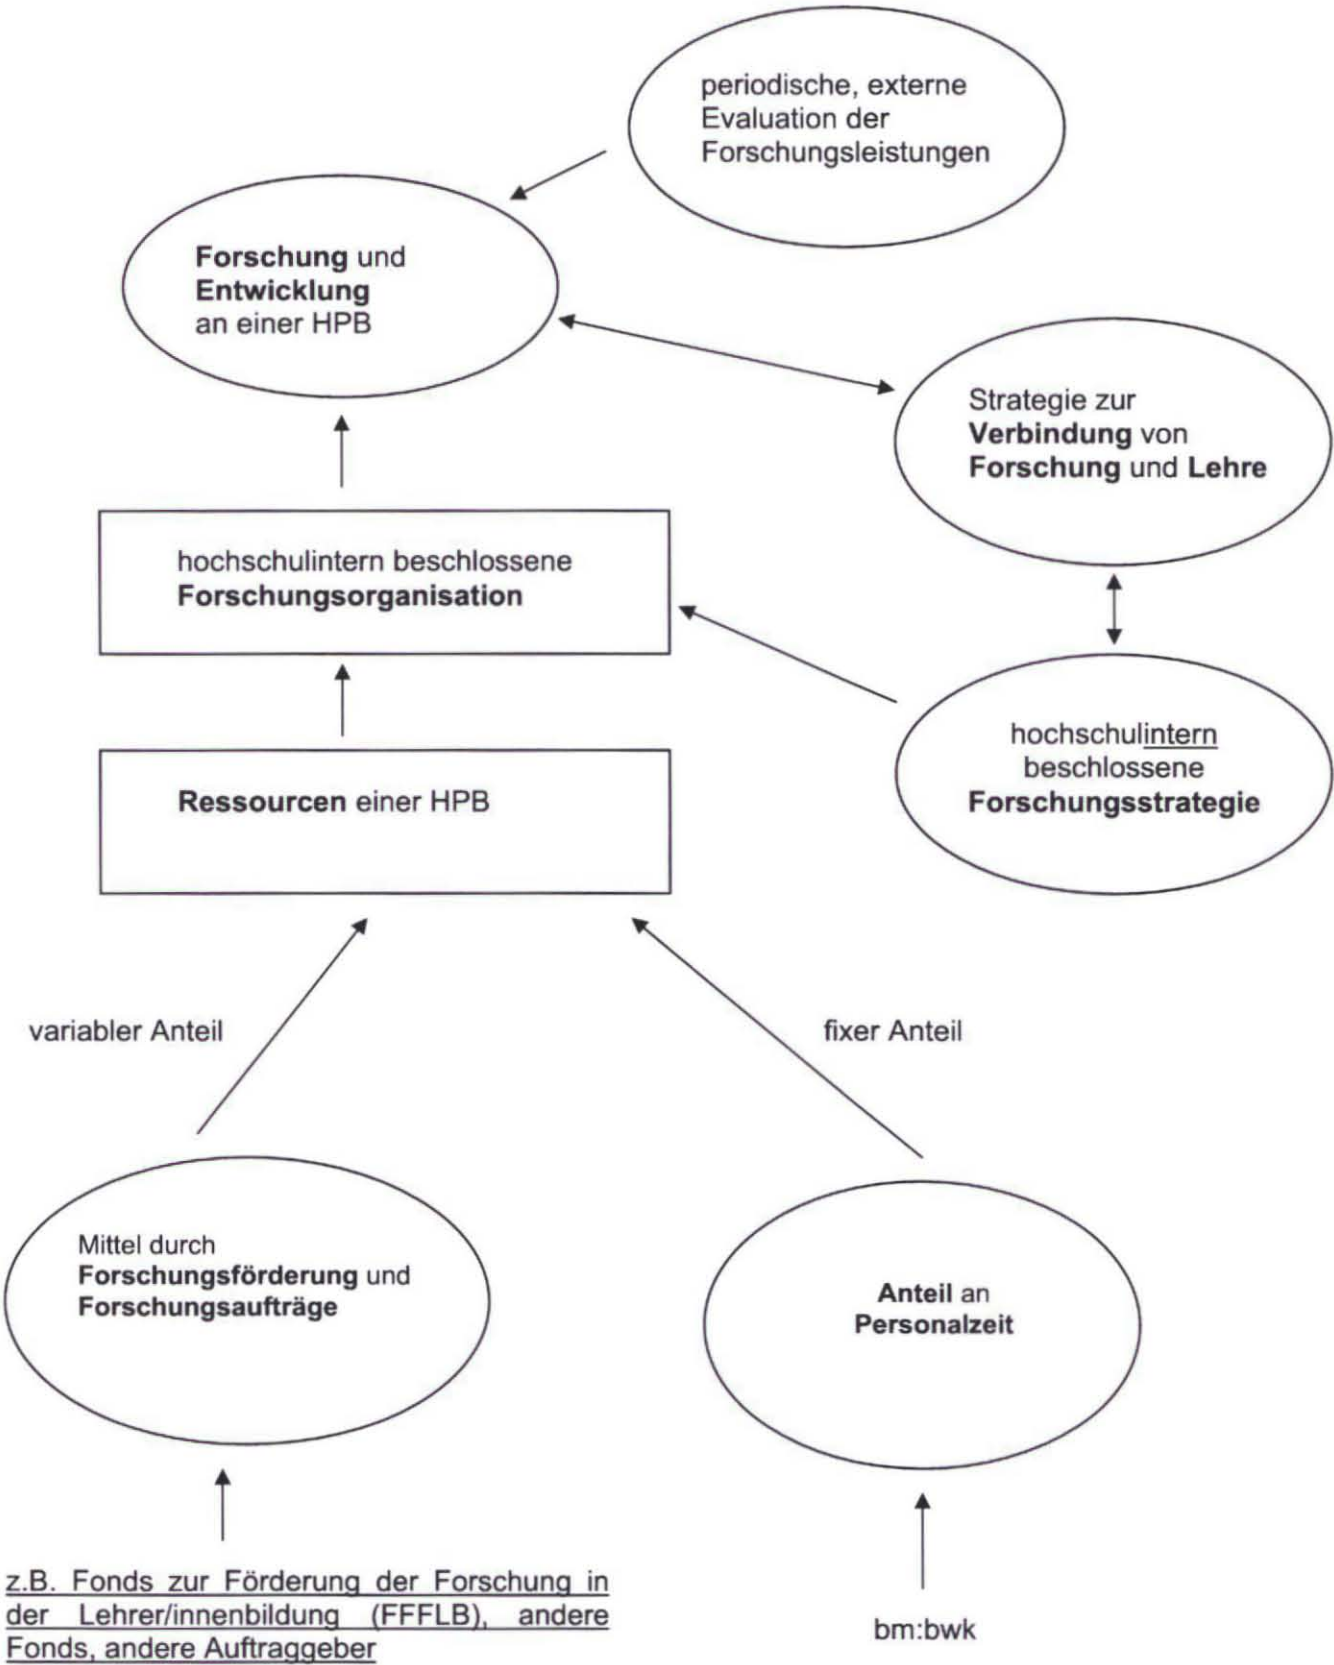 periodische, externe
Evaluation der
Forschungsleistungen
Forschung und
Entwicklung
an einer HPB
Strategie zur
Verbindung von
Forschung und Lehre
hochschulintern beschlossene
Forschungsorganisation
hochschulintern
beschlossene
Forschungsstrategie
Ressourcen einer HPB
variabler Anteil
fixer Anteil
Mittel durch
Forschungsförderung und
Forschungsaufträge
Anteil an
Personalzeit
z.B. Fonds zur Förderung der Forschung in
der Lehrer/innenbildung (FFFLB), andere
Fonds, andere Auftraggeber
bm:bwk